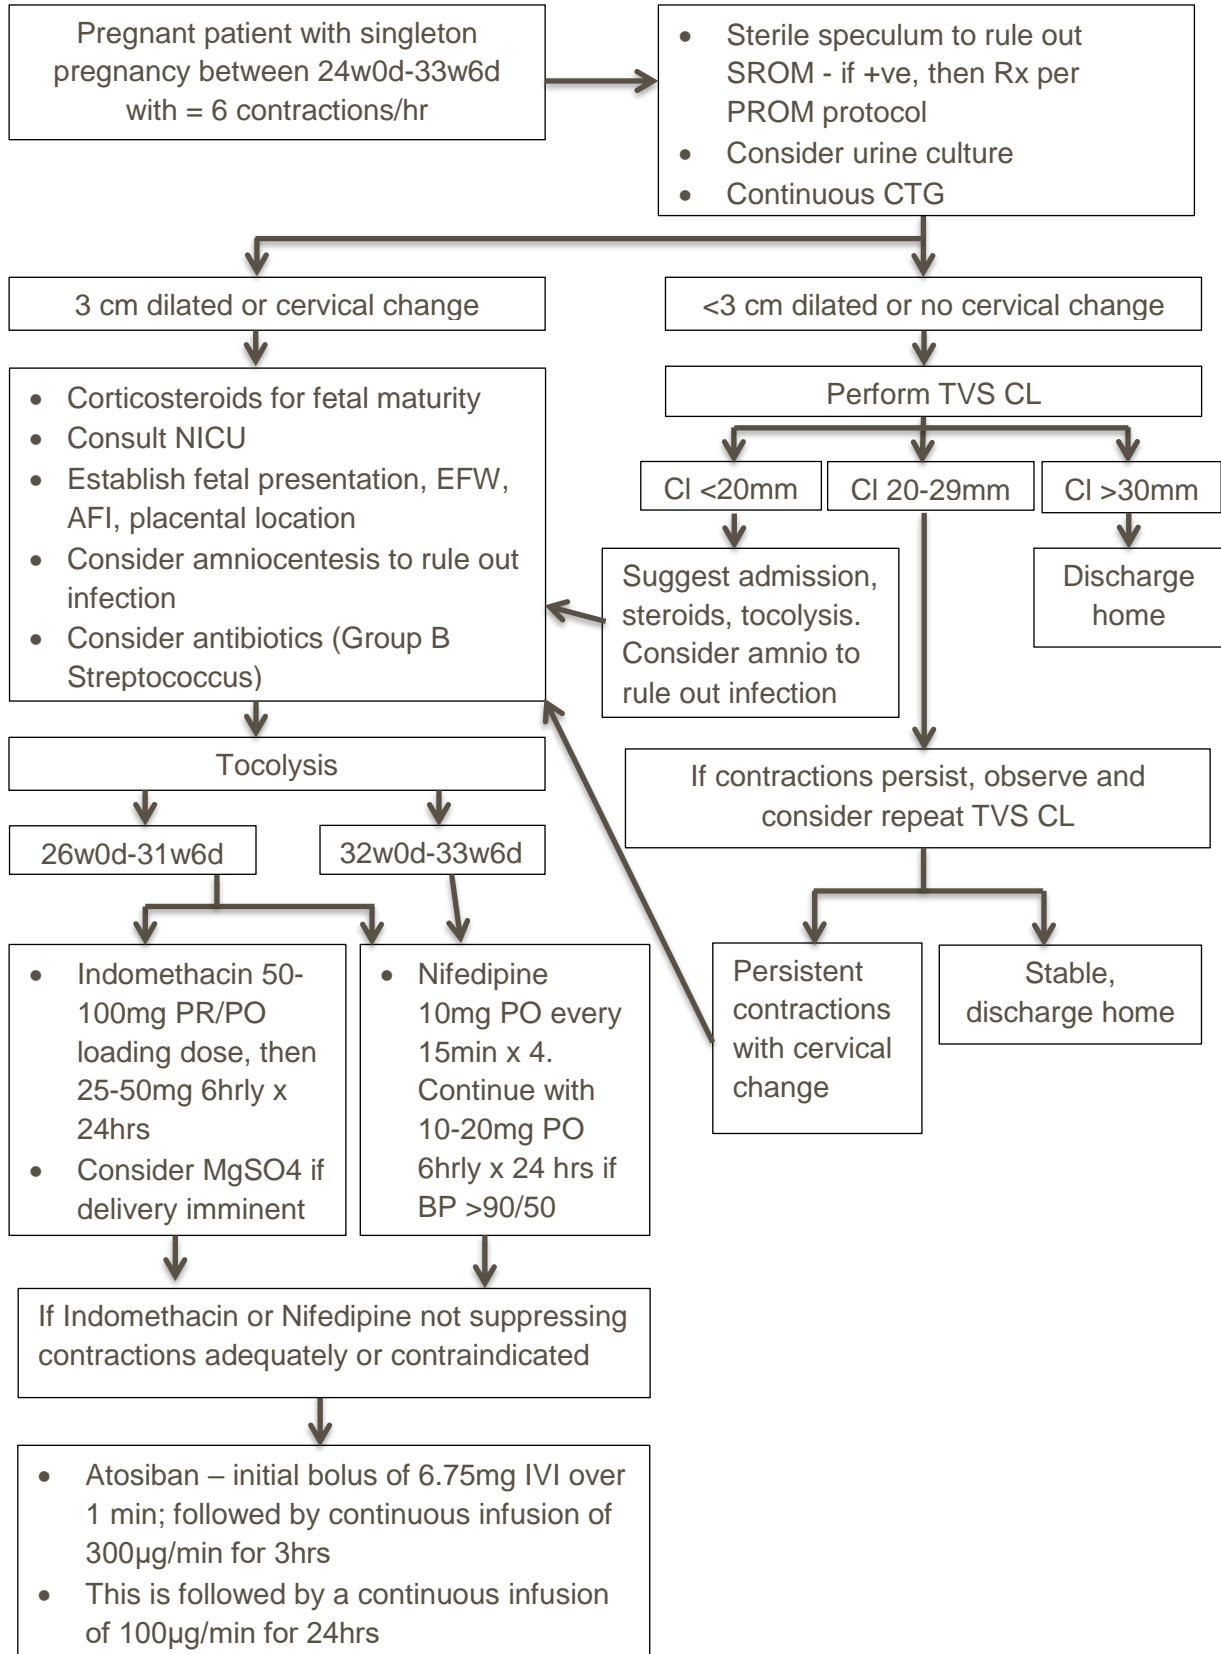 Pregnant patient with singleton
pregnancy between 24w0d-33w6d
with = 6 contractions/hr
• Sterile speculum to rule out
SROM - if +ve, then Rx per
PROM protocol
• Consider urine culture
• Continuous CTG
3 cm dilated or cervical change
<3 cm dilated or no cervical change
• Corticosteroids for fetal maturity
• Consult NICU
• Establish fetal presentation, EFW,
AFI, placental location
• Consider amniocentesis to rule out
infection
• Consider antibiotics (Group B
Streptococcus)
Perform TVS CL
Cl <20mm
Cl 20-29mm
Cl >30mm
Suggest admission,
steroids, tocolysis.
Consider amnio to
rule out infection
Discharge
home
Tocolysis
If contractions persist, observe and
consider repeat TVS CL
26w0d-31w6d
32w0d-33w6d
• Indomethacin 50-
100mg PR/PO
loading dose, then
25-50mg 6hrly x
24hrs
• Consider MgSO4 if
delivery imminent
• Nifedipine
10mg PO every
15min x 4.
Continue with
10-20mg PO
6hrly x 24 hrs if
BP >90/50
Persistent
contractions
with cervical
change
Stable,
discharge home
If Indomethacin or Nifedipine not suppressing
contractions adequately or contraindicated
• Atosiban – initial bolus of 6.75mg IVI over
1 min; followed by continuous infusion of
300µg/min for 3hrs
• This is followed by a continuous infusion
of 100µg/min for 24hrs